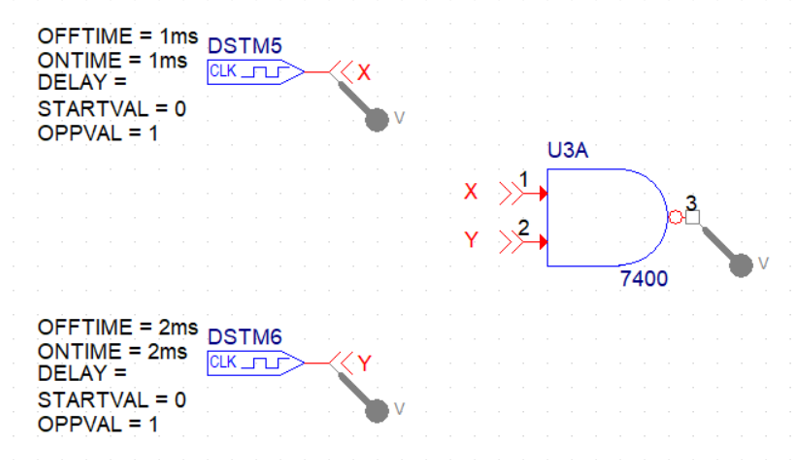 OFFTIME = 1ms
ONTIME = 1ms
DELAY =
STARTVAL = 0
OPPVAL = 1
DSTM5
CLK
X
V
U3A
X
1
Y
2
3
V
7400
OFFTIME = 2ms
ONTIME = 2ms
DELAY =
STARTVAL = 0
OPPVAL = 1
DSTM6
CLK
Y
V